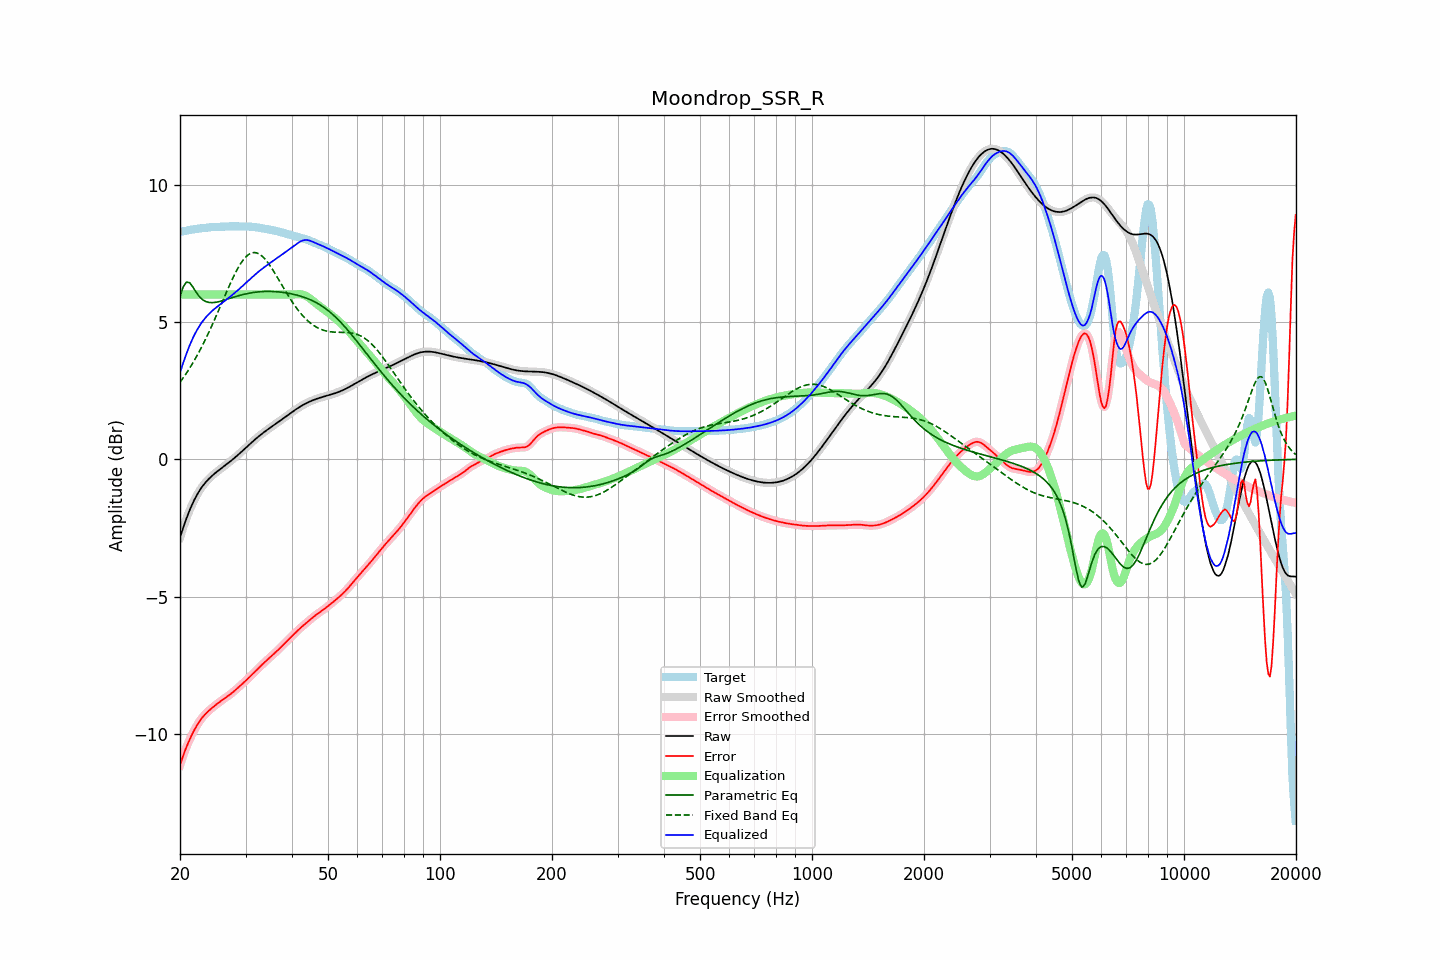 Moondrop_SSR_R
Amplitude (dBr)
10
5
0
−5
−10
Target
Raw Smoothed
Error Smoothed
Raw
Error
Equalization
Parametric Eq
Fixed Band Eq
Equalized
20
50
100
200
500
1000
2000
5000
10000
20000
Frequency (Hz)